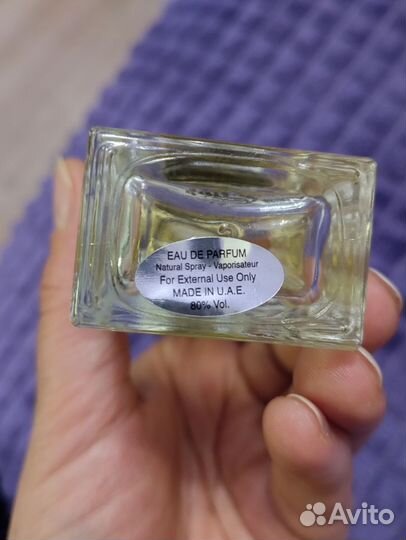 EAU DE PARFUM
Natural Spray - Vaporisateur
For External Use Only
MADE IN U.A.E.
80% Vol.
Avito